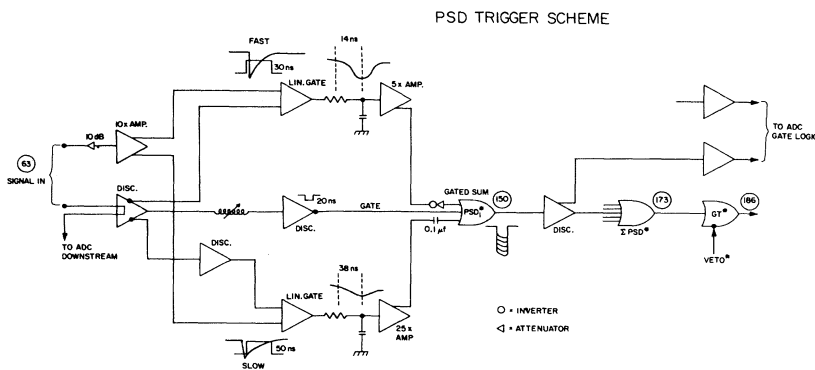 PSD TRIGGER SCHEME
FAST
30ns
14ns
LIN. GATE
5x AMP.
10x AMP.
10dB
63
SIGNAL IN
DISC.
TO ADC
DOWNSTREAM
20ns
DISC.
GATE
GATED SUM
PSD₁*
150
0.1 µf
DISC.
TO ADC
GATE LOGIC
173
Σ PSD*
186
GT*
VETO*
DISC.
LIN. GATE
38ns
25x
AMP
50ns
SLOW
O = INVERTER
◁ = ATTENUATOR